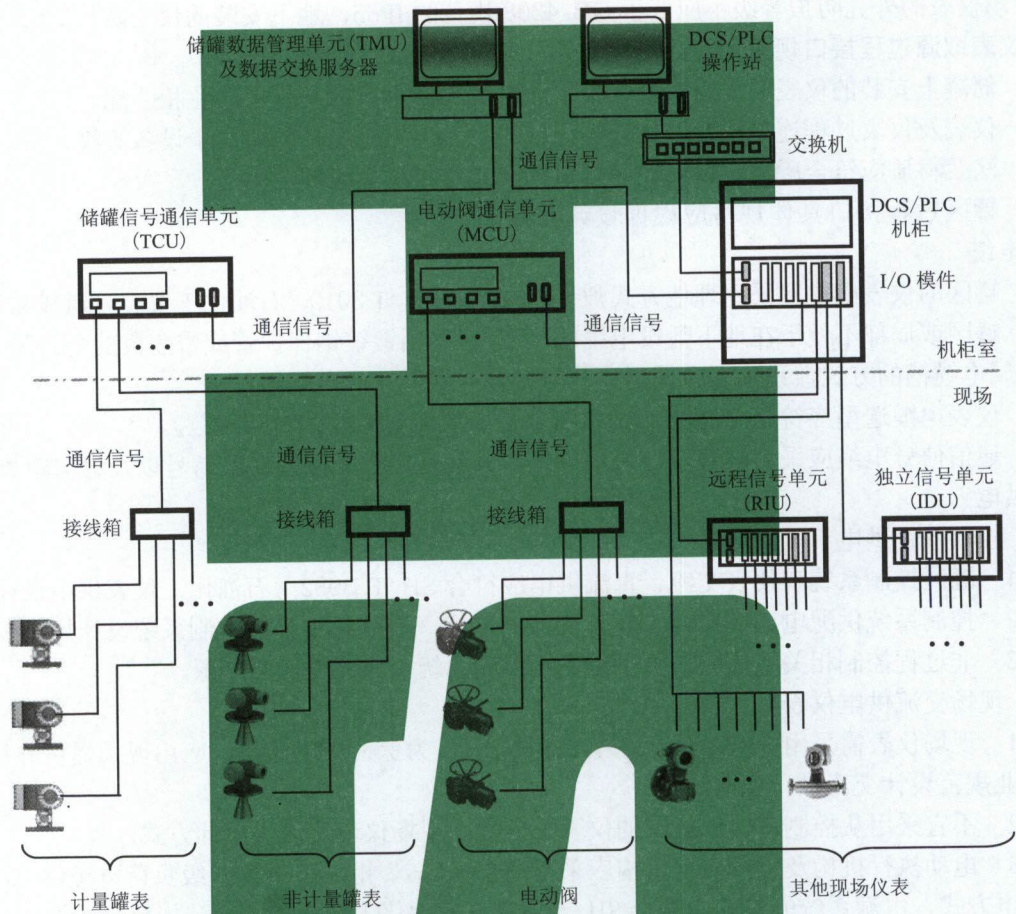 储罐数据管理单元(TMU)
及数据交换服务器
DCS/PLC
操作站
交换机
通信信号
储罐信号通信单元
(TCU)
电动阀通信单元
(MCU)
DCS/PLC
机柜
I/O 模件
通信信号
通信信号
机柜室
现场
通信信号
通信信号
通信信号
远程信号单元
(RIU)
独立信号单元
(IDU)
接线箱
接线箱
接线箱
计量罐表
非计量罐表
电动阀
其他现场仪表